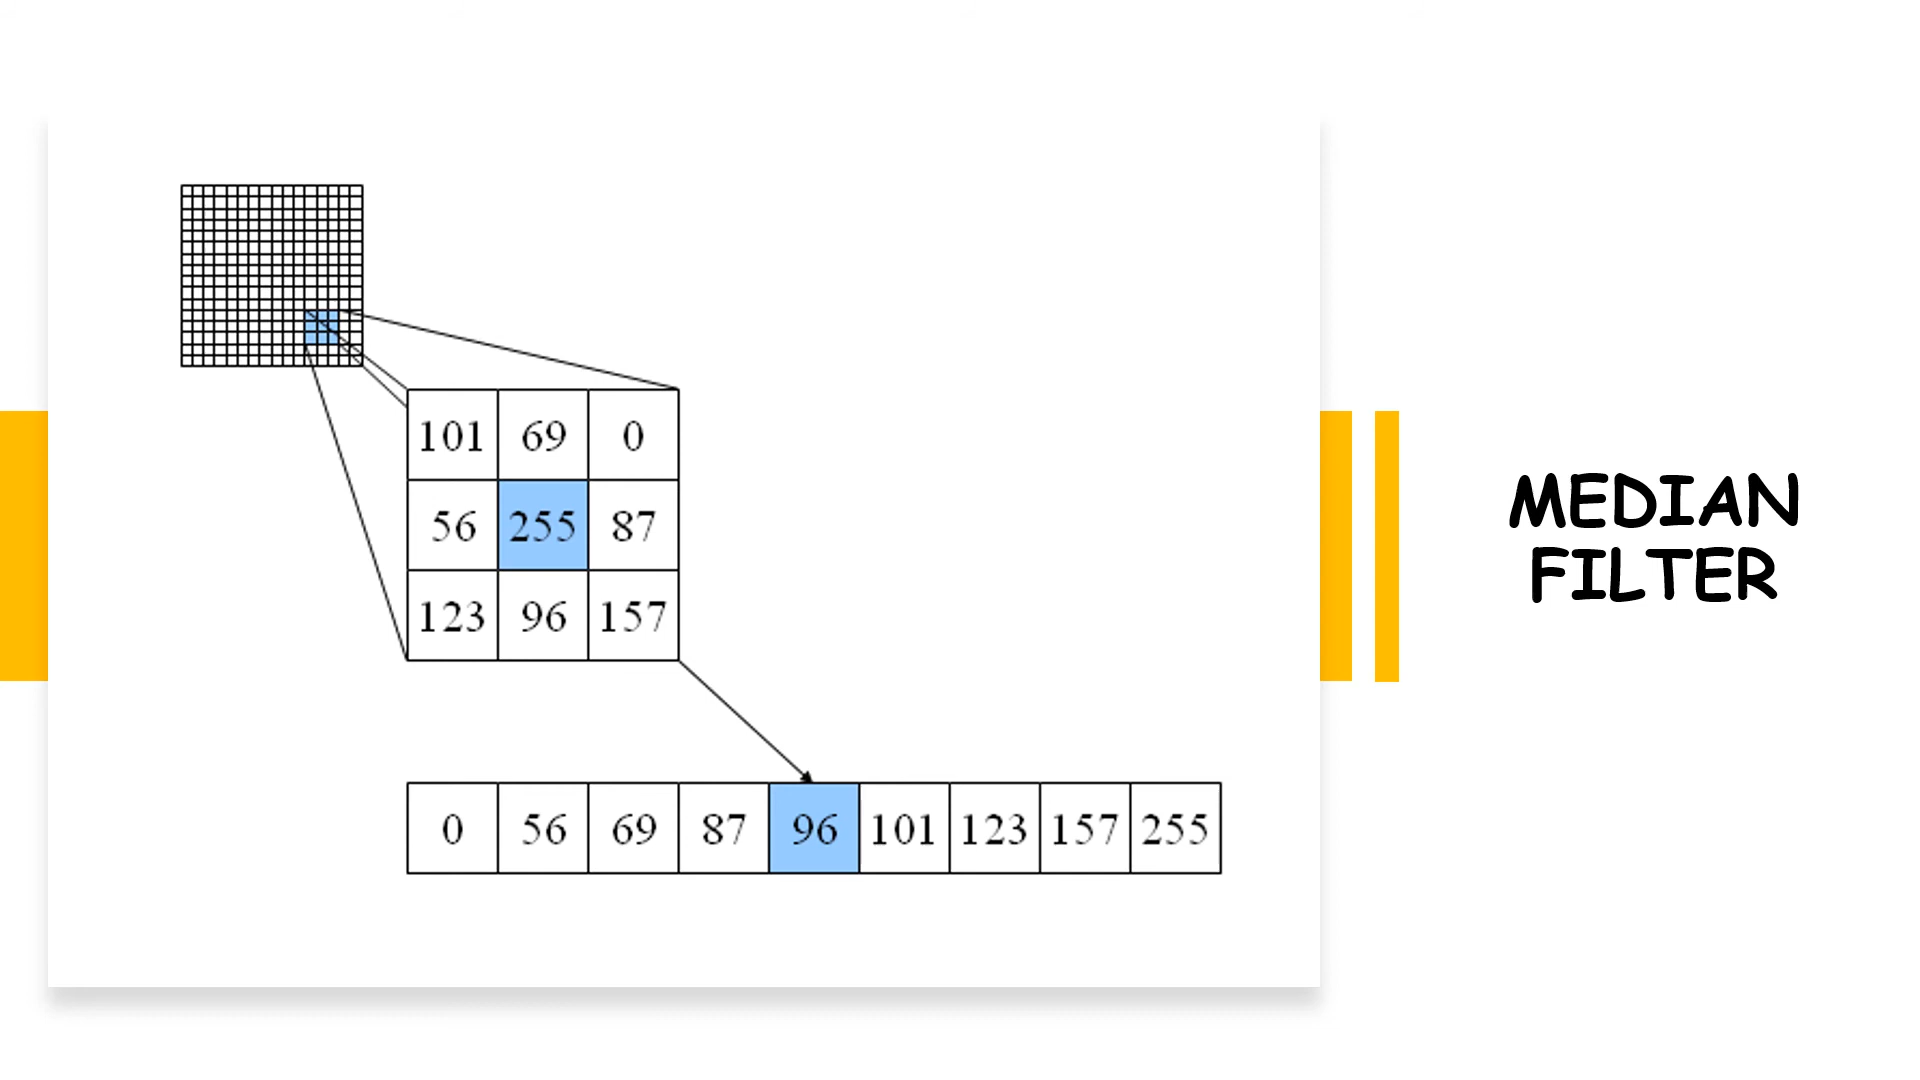 101 69 0
56 255 87
123 96 157
0 56 69 87 96 101 123 157 255
MEDIAN
FILTER